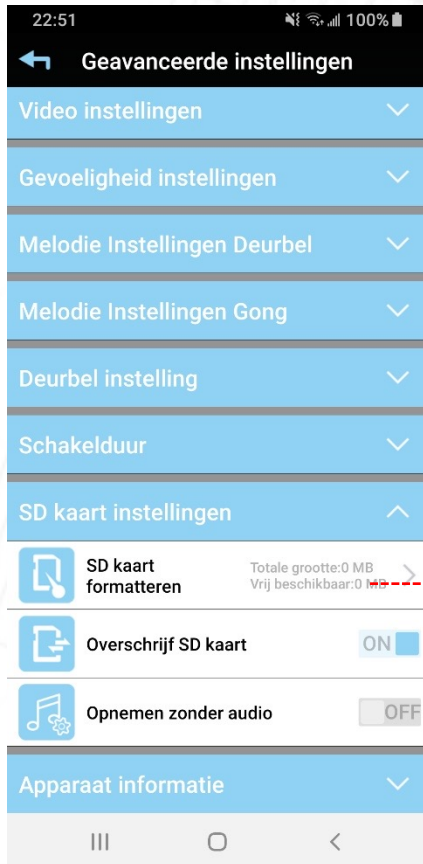 22:51 100%
Geavanceerde instellingen
Video instellingen
Gevoeligheid instellingen
Melodie Instellingen Deurbel
Melodie Instellingen Gong
Deurbel instelling
Schakelduur
SD kaart instellingen
SD kaart
formatteren
Totale grootte:0 MB
Vrij beschikbaar:0 MB
Overschrijf SD kaart ON
Opnemen zonder audio OFF
Apparaat informatie